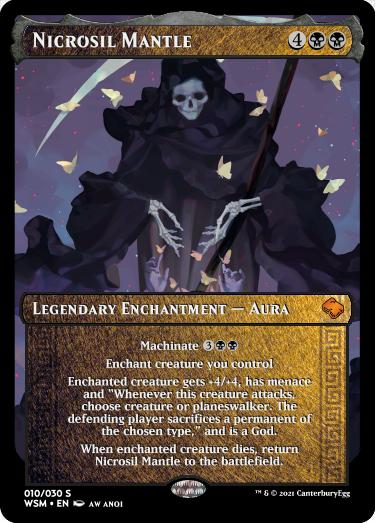 Nicrosil Mantle 4
Legendary Enchantment — Aura
Machinate 3
Enchant creature you control
Enchanted creature gets +4/+4, has menace
and "Whenever this creature attacks,
choose creature or planeswalker. The
defending player sacrifices a permanent of
the chosen type," and is a God.
When enchanted creature dies, return
Nicrosil Mantle to the battlefield.
010/030 S
WSM • EN AW ANQI
™ & © 2021 CanterburyEgg